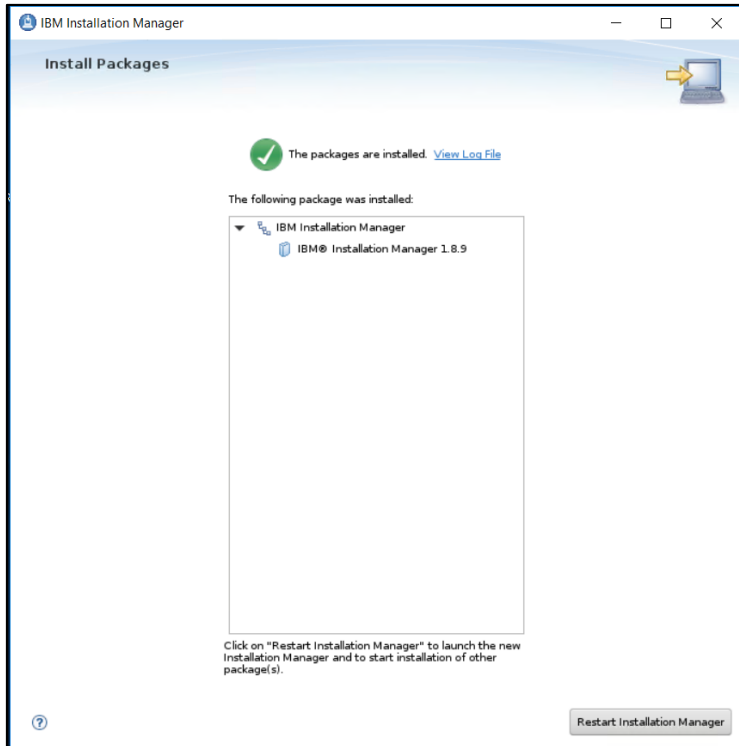 IBM Installation Manager
Install Packages
The packages are installed. View Log File
The following package was installed:
IBM Installation Manager
IBM® Installation Manager 1.8.9
Click on "Restart Installation Manager" to launch the new
Installation Manager and to start installation of other
package(s).
?
Restart Installation Manager